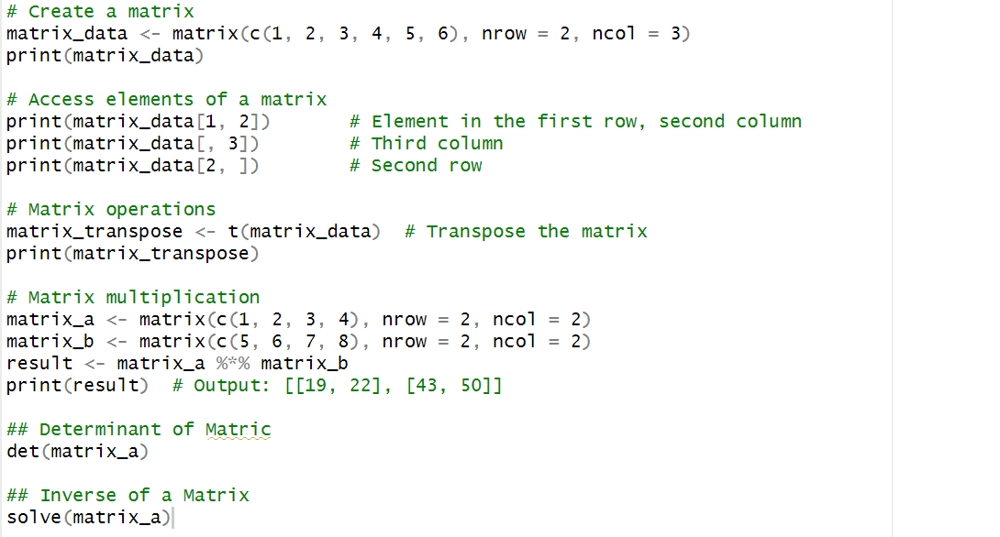 # Create a matrix
matrix_data <- matrix(c(1, 2, 3, 4, 5, 6), nrow = 2, ncol = 3)
print(matrix_data)

# Access elements of a matrix
print(matrix_data[1, 2])       # Element in the first row, second column
print(matrix_data[, 3])        # Third column
print(matrix_data[2, ])        # Second row

# Matrix operations
matrix_transpose <- t(matrix_data)  # Transpose the matrix
print(matrix_transpose)

# Matrix multiplication
matrix_a <- matrix(c(1, 2, 3, 4), nrow = 2, ncol = 2)
matrix_b <- matrix(c(5, 6, 7, 8), nrow = 2, ncol = 2)
result <- matrix_a %*% matrix_b
print(result)  # Output: [[19, 22], [43, 50]]

## Determinant of Matric
det(matrix_a)

## Inverse of a Matrix
solve(matrix_a)